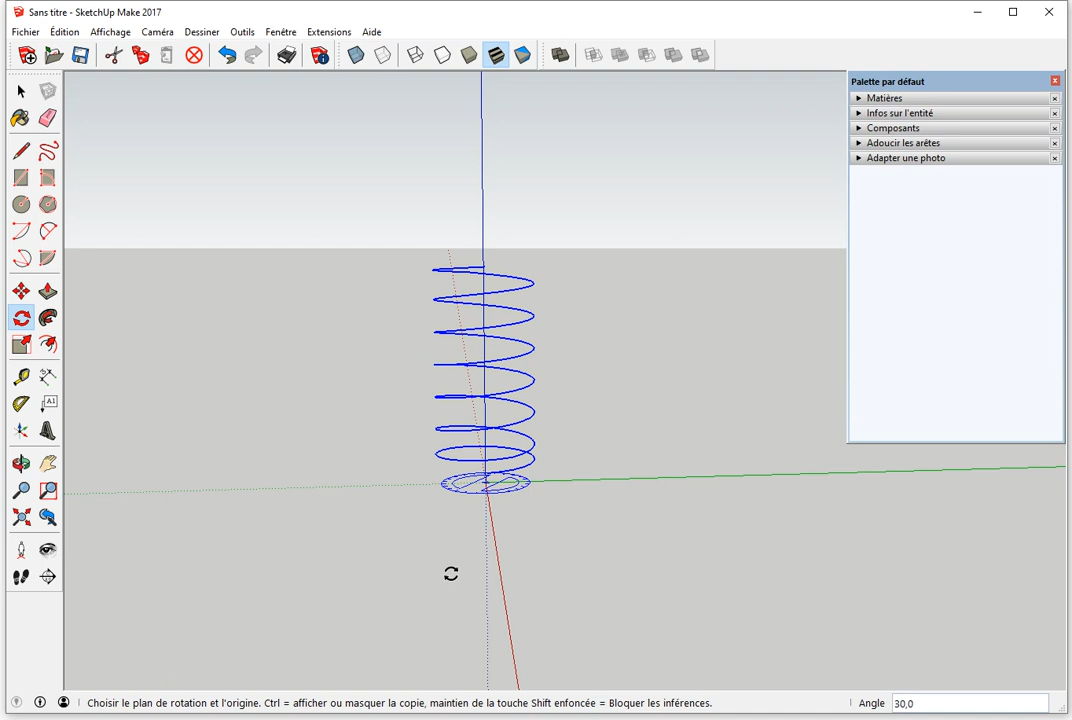 Sans titre - SketchUp Make 2017
Fichier Édition Affichage Caméra Dessiner Outils Fenêtre Extensions Aide
Palette par défaut
Matières
Infos sur l'entité
Composants
Adoucir les arêtes
Adapter une photo
A1
Choisir le plan de rotation et l'origine. Ctrl = afficher ou masquer la copie, maintien de la touche Shift enfoncée = Bloquer les inférences.
Angle 30,0